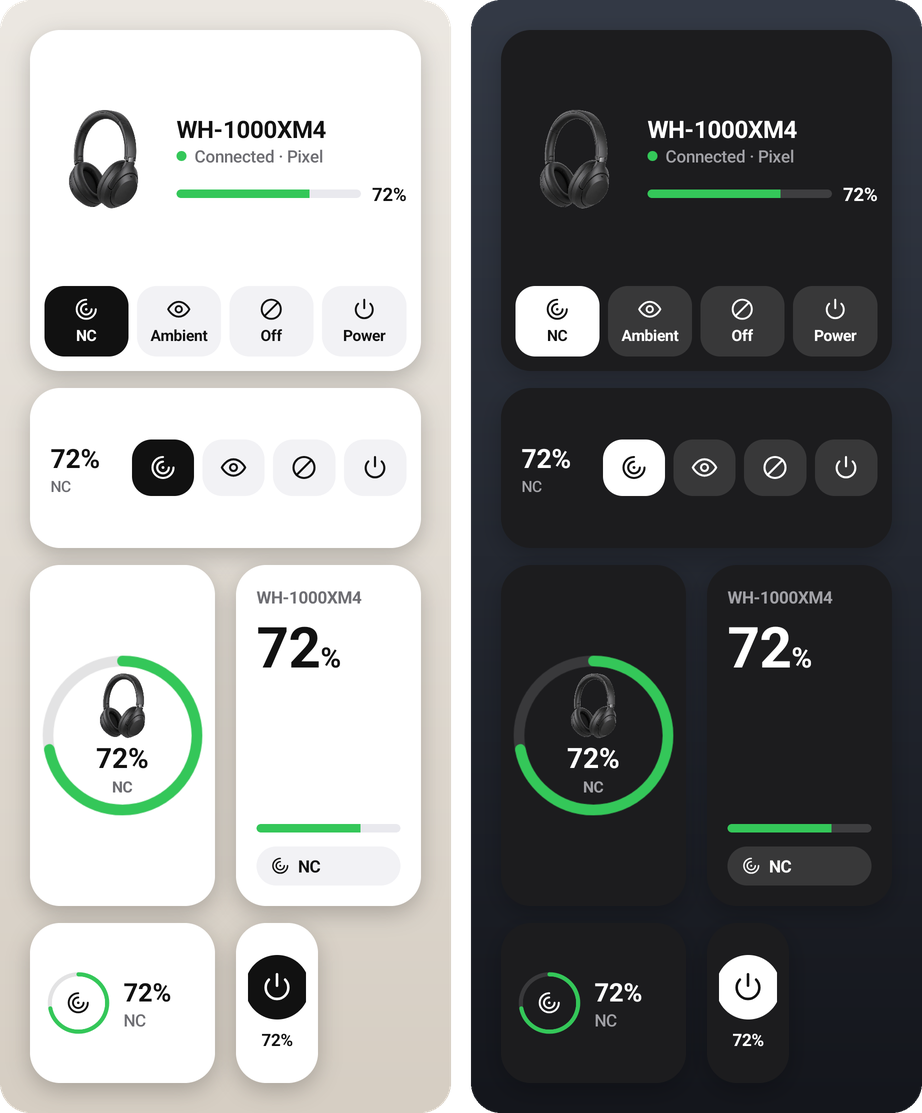 WH-1000XM4
Connected · Pixel
72%
NC
Ambient
Off
Power
72%
NC
72%
NC
WH-1000XM4
72%
NC
72%
NC
72%
WH-1000XM4
Connected · Pixel
72%
NC
Ambient
Off
Power
72%
NC
72%
NC
WH-1000XM4
72%
NC
72%
NC
72%